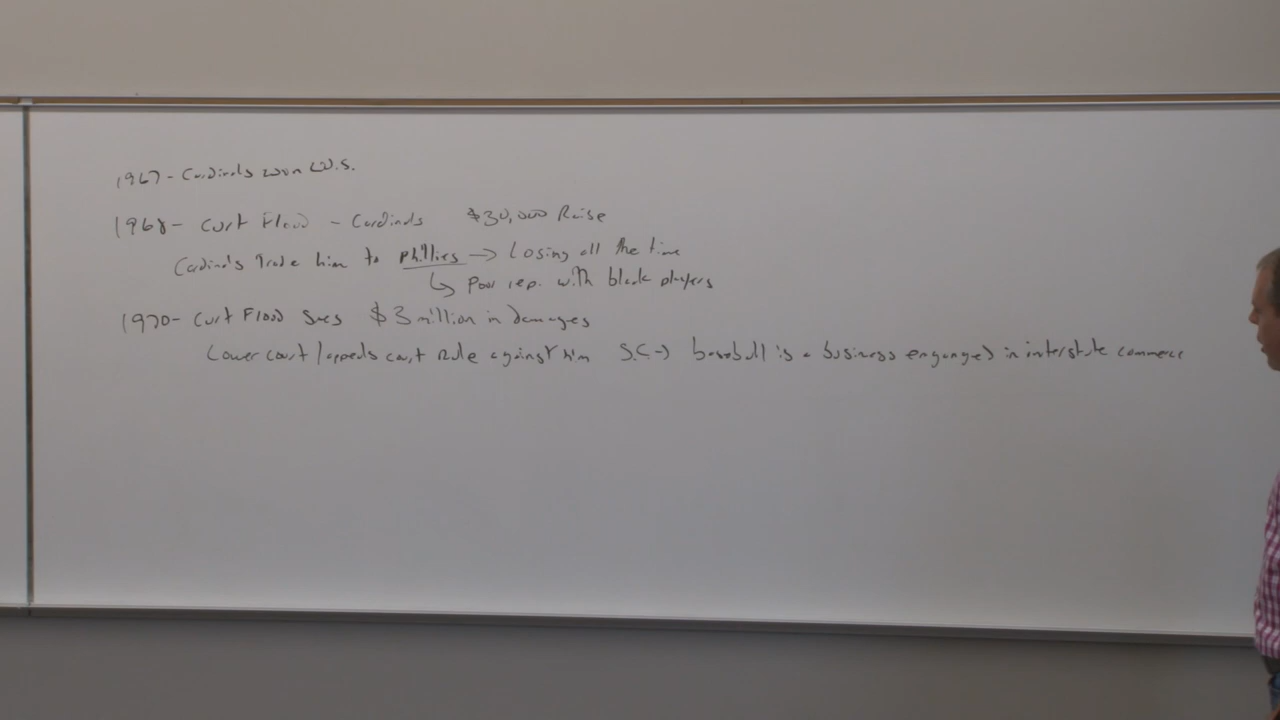 1967- Cardinals won W.S.
1968- Curt Flood - Cardinals $30,000 Raise
Cardinals Trade him to Phillies → Losing all the time
↳ Poor rep. with black players
1970- Curt Flood Sues $3 million in Damages
Lower court/appeals court Rule against him S.C→ baseball is a business enganged in interstate commerce